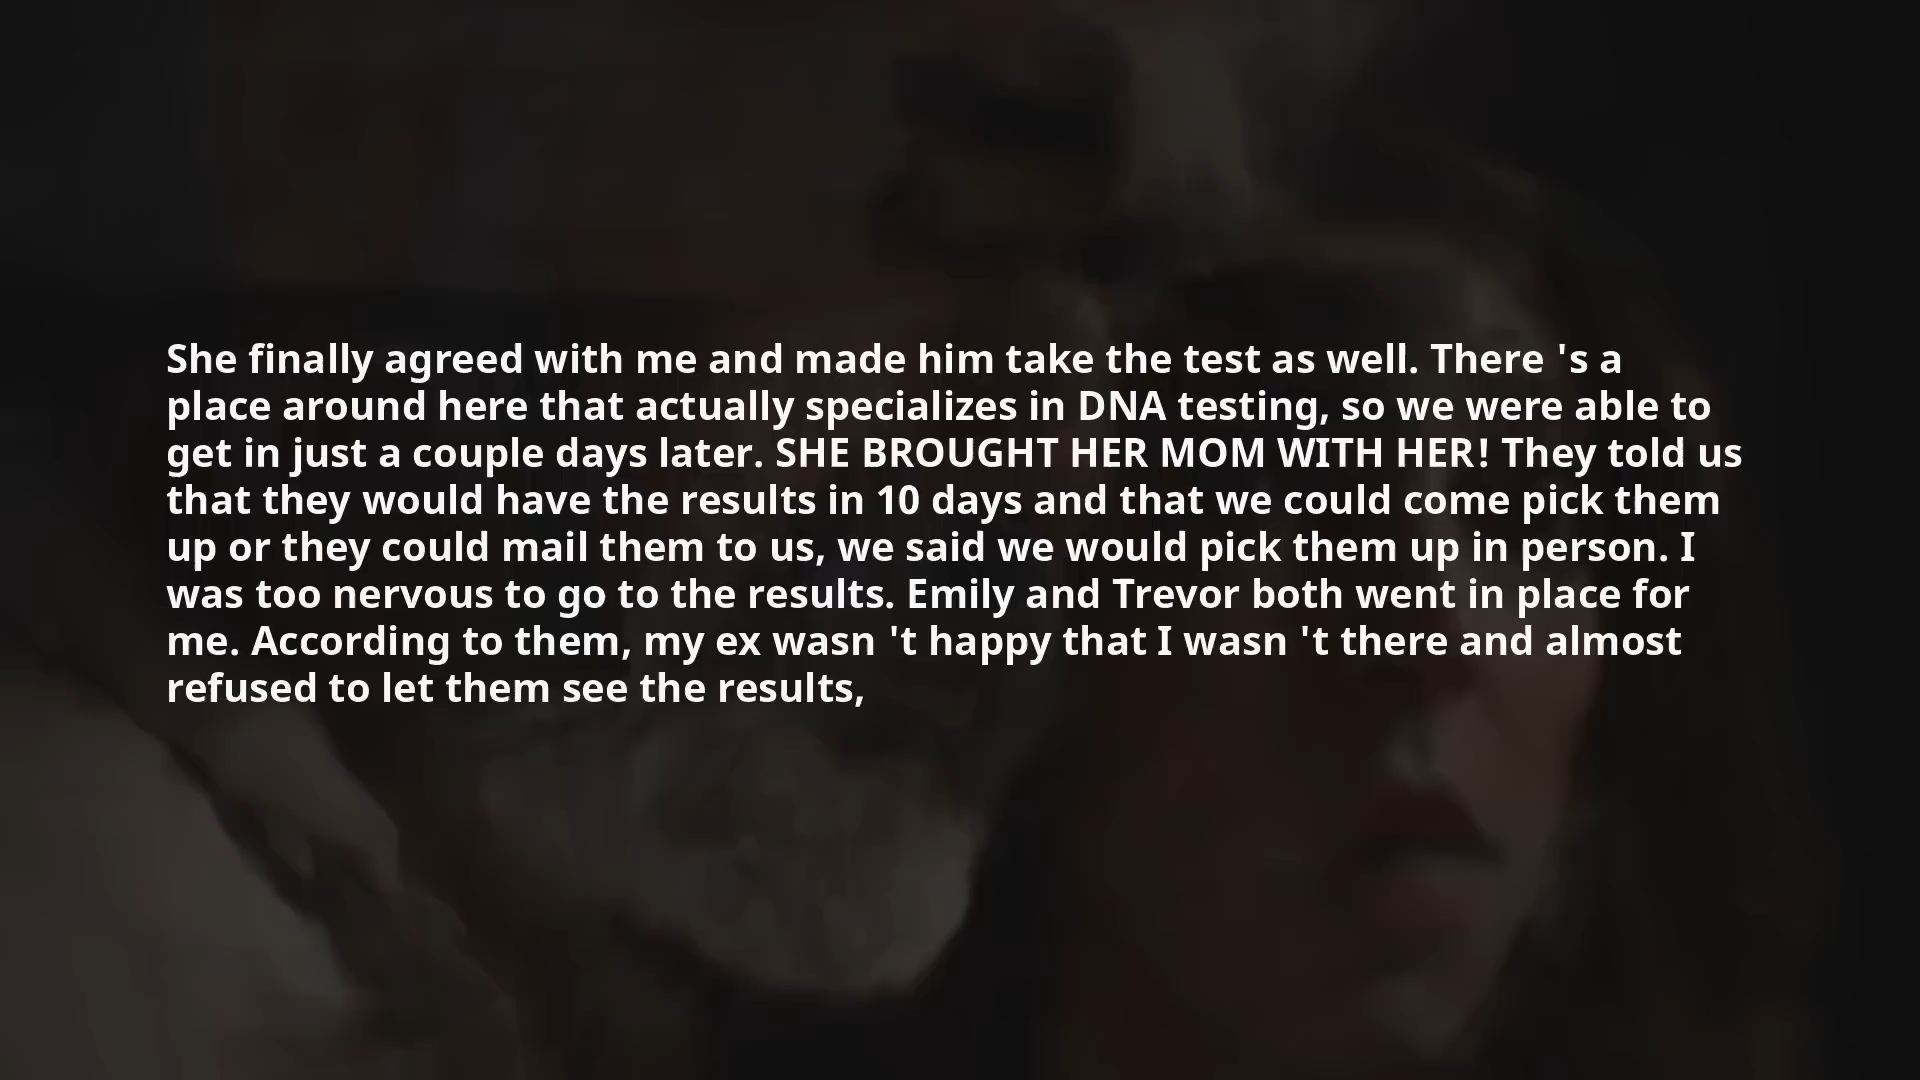 She finally agreed with me and made him take the test as well. There 's a
place around here that actually specializes in DNA testing, so we were able to
get in just a couple days later. SHE BROUGHT HER MOM WITH HER! They told us
that they would have the results in 10 days and that we could come pick them
up or they could mail them to us, we said we would pick them up in person. I
was too nervous to go to the results. Emily and Trevor both went in place for
me. According to them, my ex wasn 't happy that I wasn 't there and almost
refused to let them see the results,